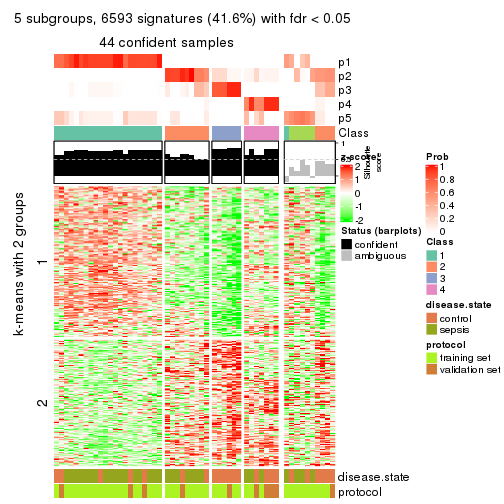 5 subgroups, 6593 signatures (41.6%) with fdr < 0.05
44 confident samples
p1
p2
p3
p4
p5
Class
1
Silhouette
score
z-score
2
1
0
-1
-2
Prob
1
0.8
0.6
0.4
0.2
0
Status (barplots)
confident
ambiguous
Class
1
2
3
4
disease.state
control
sepsis
protocol
training set
validation set
k-means with 2 groups
1
2
disease.state
protocol